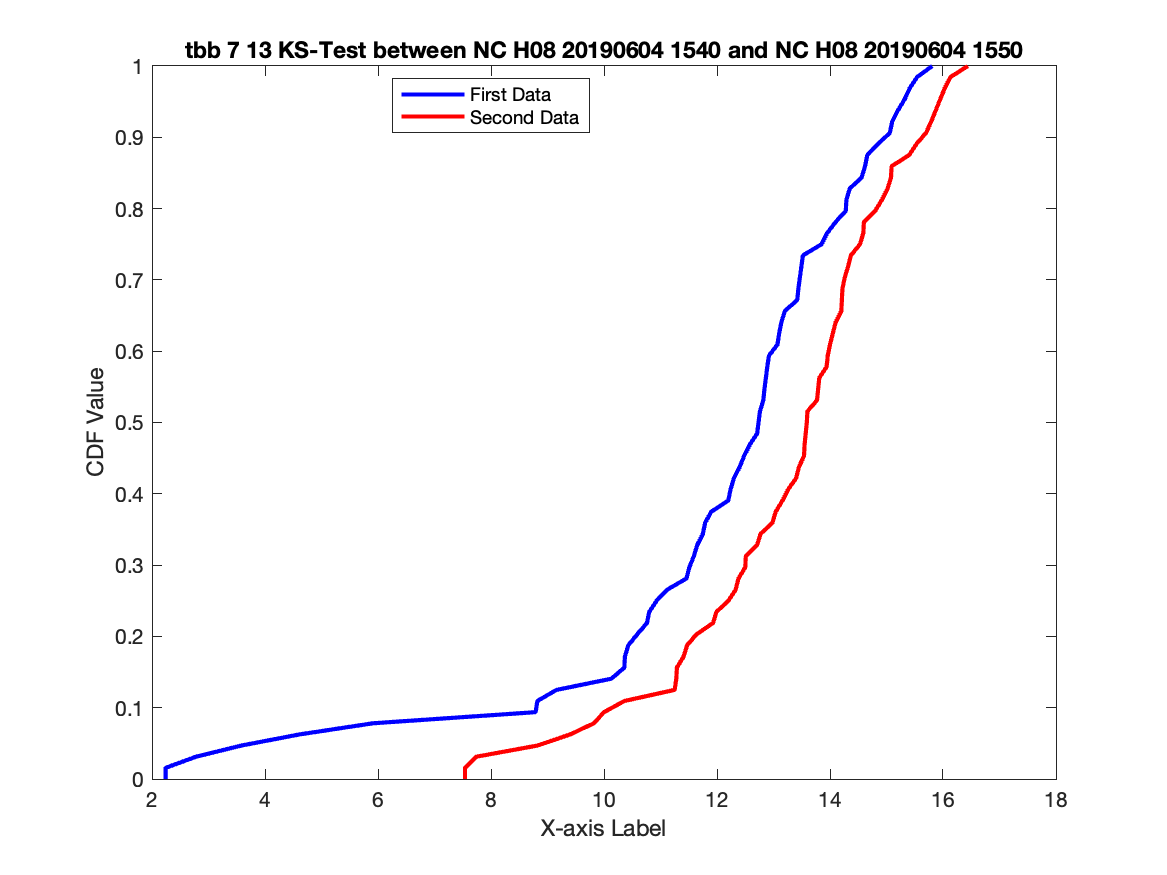 tbb 7 13 KS-Test between NC H08 20190604 1540 and NC H08 20190604 1550
First Data
Second Data
CDF Value
1
0.9
0.8
0.7
0.6
0.5
0.4
0.3
0.2
0.1
0
2 4 6 8 10 12 14 16 18
X-axis Label